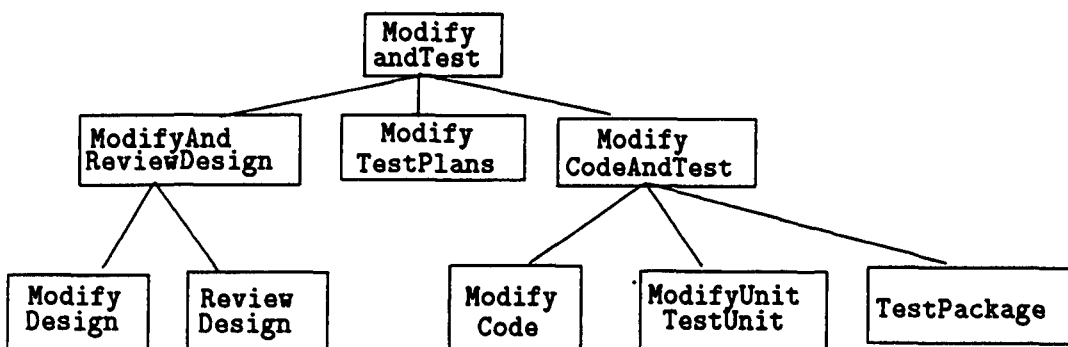 Modify
andTest
ModifyAnd
ReviewDesign
Modify
TestPlans
Modify
CodeAndTest
Modify
Design
Review
Design
Modify
Code
ModifyUnit
TestUnit
TestPackage